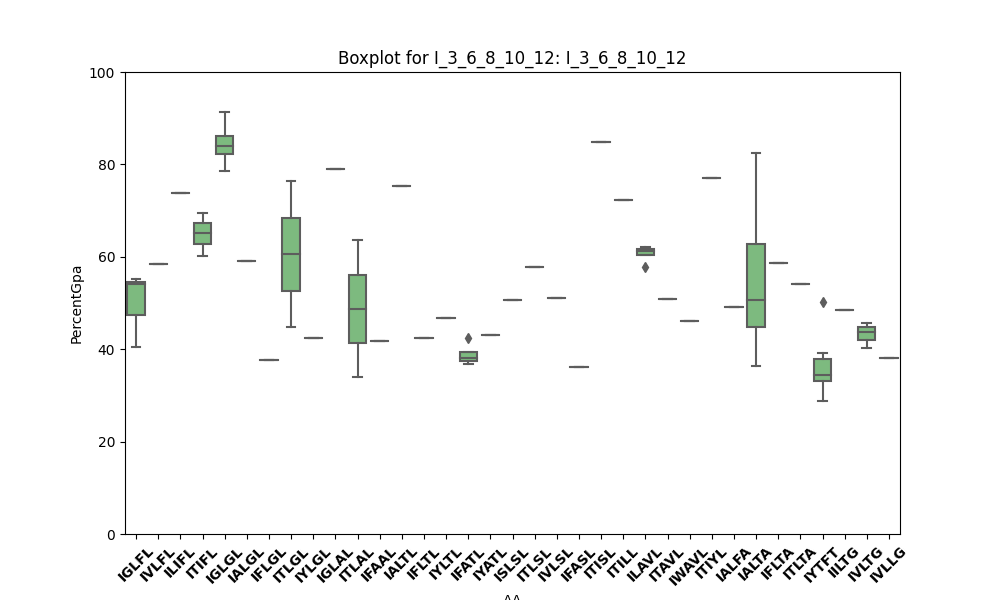 Boxplot for I_3_6_8_10_12: I_3_6_8_10_12
100
80
60
40
20
0
PercentGpa
IGLFL
IVLFL
ILIFL
ITIFL
IGLGL
IALGL
IFLGL
ITLGL
IYLGL
IGLAL
ITLAL
IFAAL
IALTL
IFLTL
IYLTL
IFATL
IYATL
ISLSL
ITLSL
IVLSL
IFASL
ITISL
ITILL
ILAVL
ITAVL
IWAVL
ITIYL
IALFA
IALTA
IFLTA
ITLTA
IYTFT
IILTG
IVLTG
IVLLG
AA